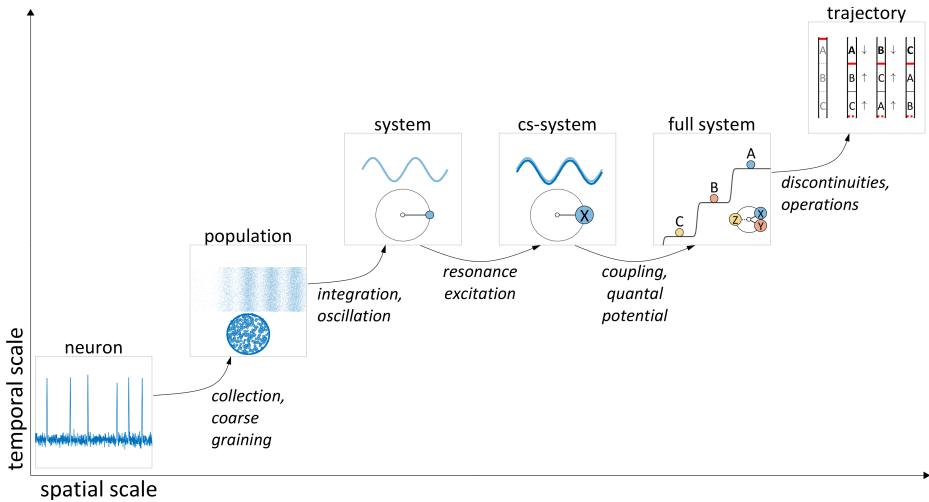 trajectory
A A ↓ B ↓ C
B B ↑ C ↑ A
C C ↑ A ↑ B
system
cs-system
full system
X
A
B
C
Z X
Y
discontinuities,
operations
population
integration,
oscillation
resonance
excitation
coupling,
quantal
potential
neuron
collection,
coarse
graining
temporal scale
spatial scale